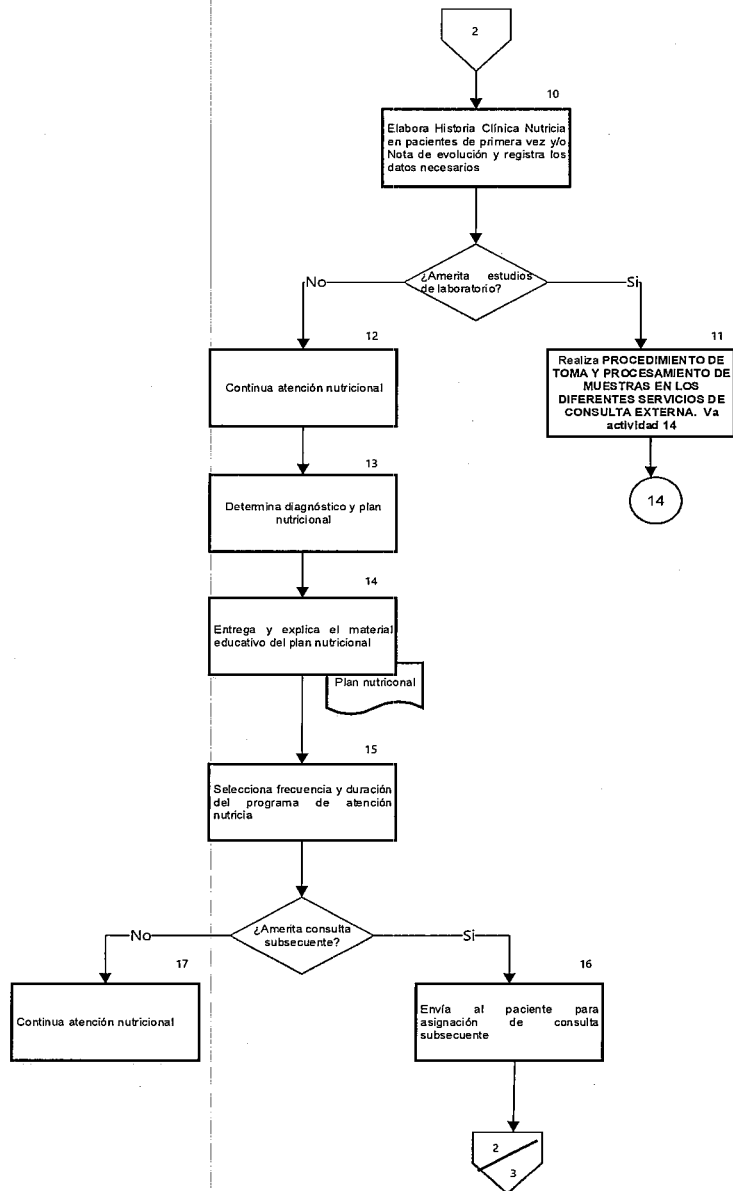 2
10
Elabora Historia Clínica Nutricia
en pacientes de primera vez y/o
Nota de evolución y registra los
datos necesarios
¿Amerita estudios
de laboratorio?
No
Si
12
Continua atención nutricional
11
Realiza PROCEDIMIENTO DE
TOMA Y PROCESAMIENTO DE
MUESTRAS EN LOS
DIFERENTES SERVICIOS DE
CONSULTA EXTERNA. Va
actividad 14
14
13
Determina diagnóstico y plan
nutricional
14
Entrega y explica el material
educativo del plan nutricional
Plan nutriconal
15
Selecciona frecuencia y duración
del programa de atención
nutricia
¿Amerita consulta
subsecuente?
No
Si
17
Continua atención nutricional
16
Envía al paciente para
asignación de consulta
subsecuente
2
3